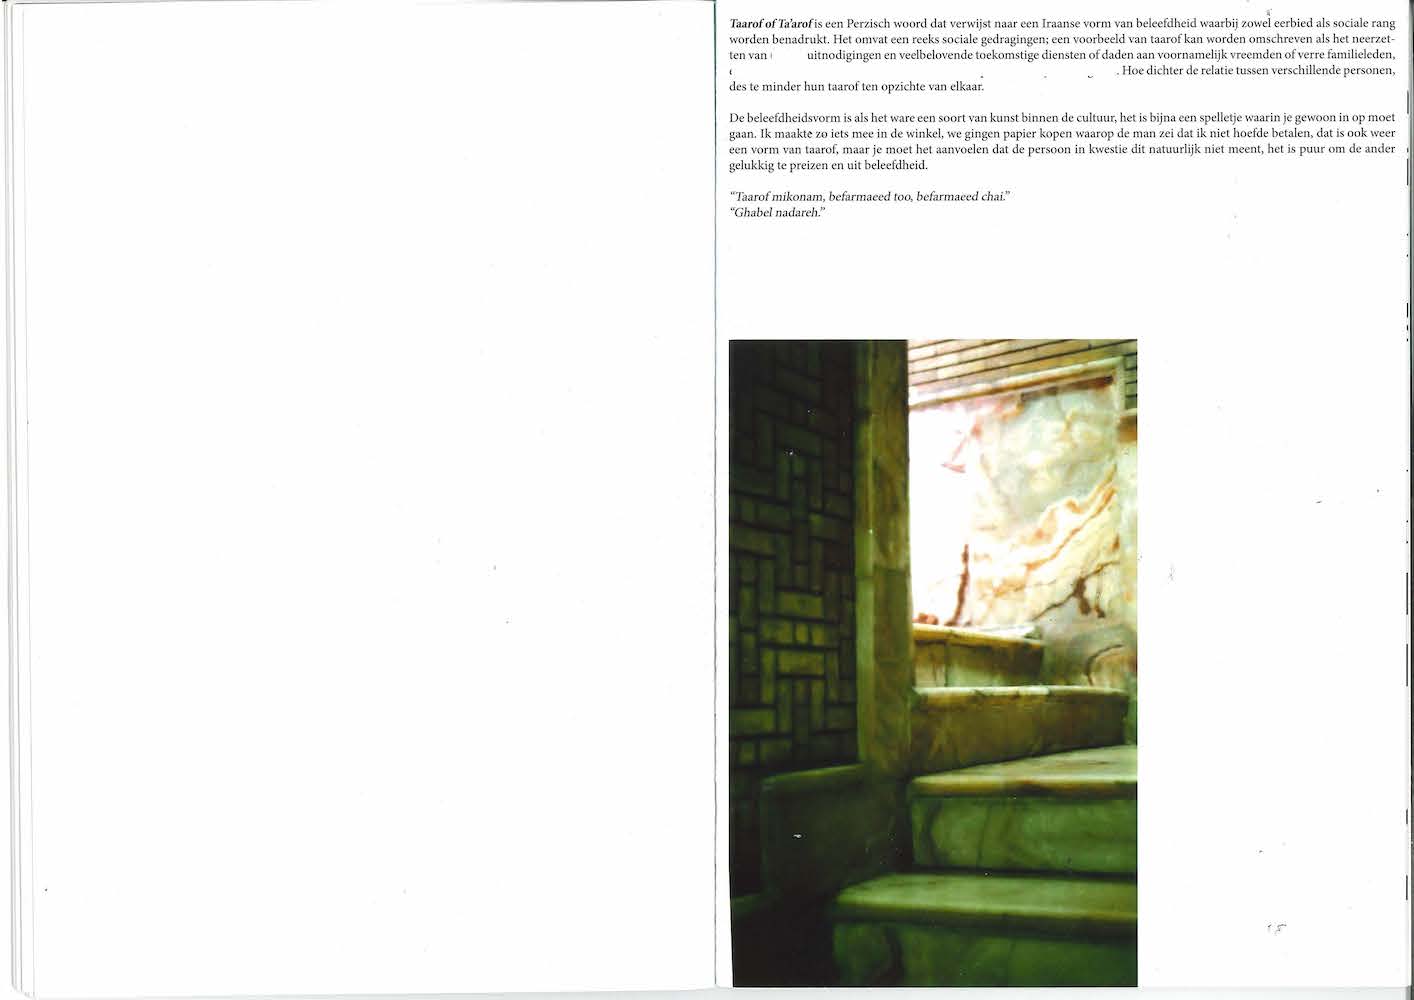 Taarof of Ta'arof is een Perzisch woord dat verwijst naar een Iraanse vorm van beleefdheid waarbij zowel eerbied als sociale rang
worden benadrukt. Het omvat een reeks sociale gedragingen; een voorbeeld van taarof kan worden omschreven als het neerzet-
ten van uitnodigingen en veelbelovende toekomstige diensten of daden aan voornamelijk vreemden of verre familieleden,
. Hoe dichter de relatie tussen verschillende personen,
des te minder hun taarof ten opzichte van elkaar.
De beleefdheidsvorm is als het ware een soort van kunst binnen de cultuur, het is bijna een spelletje waarin je gewoon in op moet
gaan. Ik maakte zo iets mee in de winkel, we gingen papier kopen waarop de man zei dat ik niet hoefde betalen, dat is ook weer
een vorm van taarof, maar je moet het aanvoelen dat de persoon in kwestie dit natuurlijk niet meent, het is puur om de ander
gelukkig te preizen en uit beleefdheid.
“Taarof mikonam, befarmaeed too, befarmaeed chai.”
“Ghabel nadareh.”